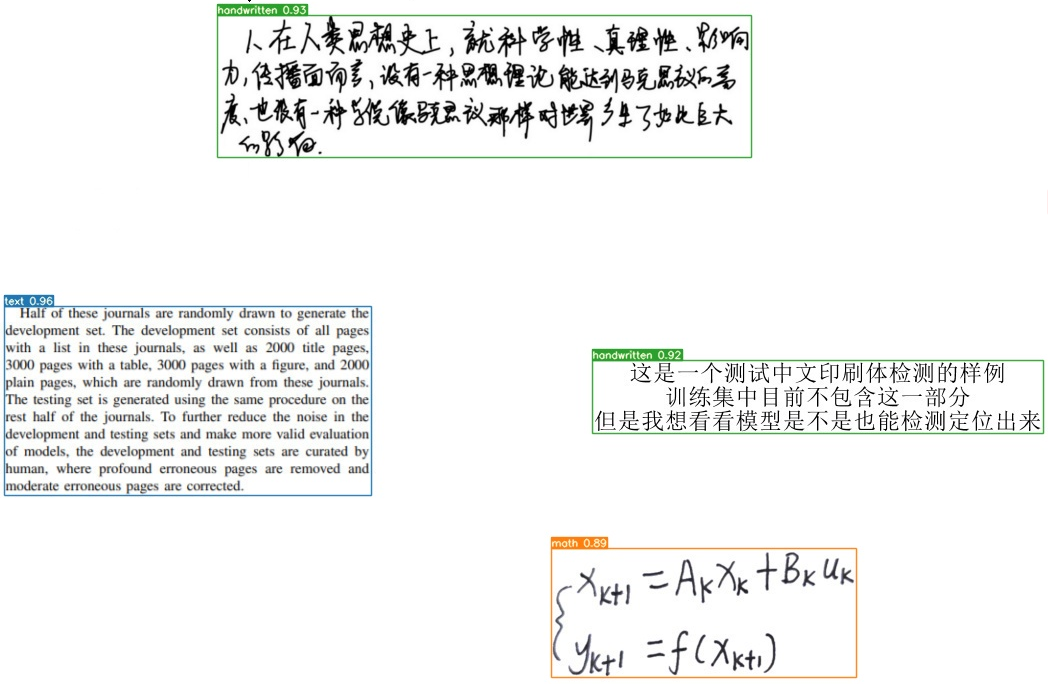 handwritten 0.93
1、在人类思想史上,就科学性、真理性、影响
力,传播面而言,没有一种思想理论能达到马克思议的高
度,也没有一种学说像马克思议那样对世界产生了如此巨大
的影响.
text 0.96
Half of these journals are randomly drawn to generate the
development set. The development set consists of all pages
with a list in these journals, as well as 2000 title pages,
3000 pages with a table, 3000 pages with a figure, and 2000
plain pages, which are randomly drawn from these journals.
The testing set is generated using the same procedure on the
rest half of the journals. To further reduce the noise in the
development and testing sets and make more valid evaluation
of models, the development and testing sets are curated by
human, where profound erroneous pages are removed and
moderate erroneous pages are corrected.
handwritten 0.92
这是一个测试中文印刷体检测的样例
训练集中目前不包含这一部分
但是我想看看模型是不是也能检测定位出来
math 0.89
x_{k+1} = A_k x_k + B_k u_k
y_{k+1} = f(x_{k+1})